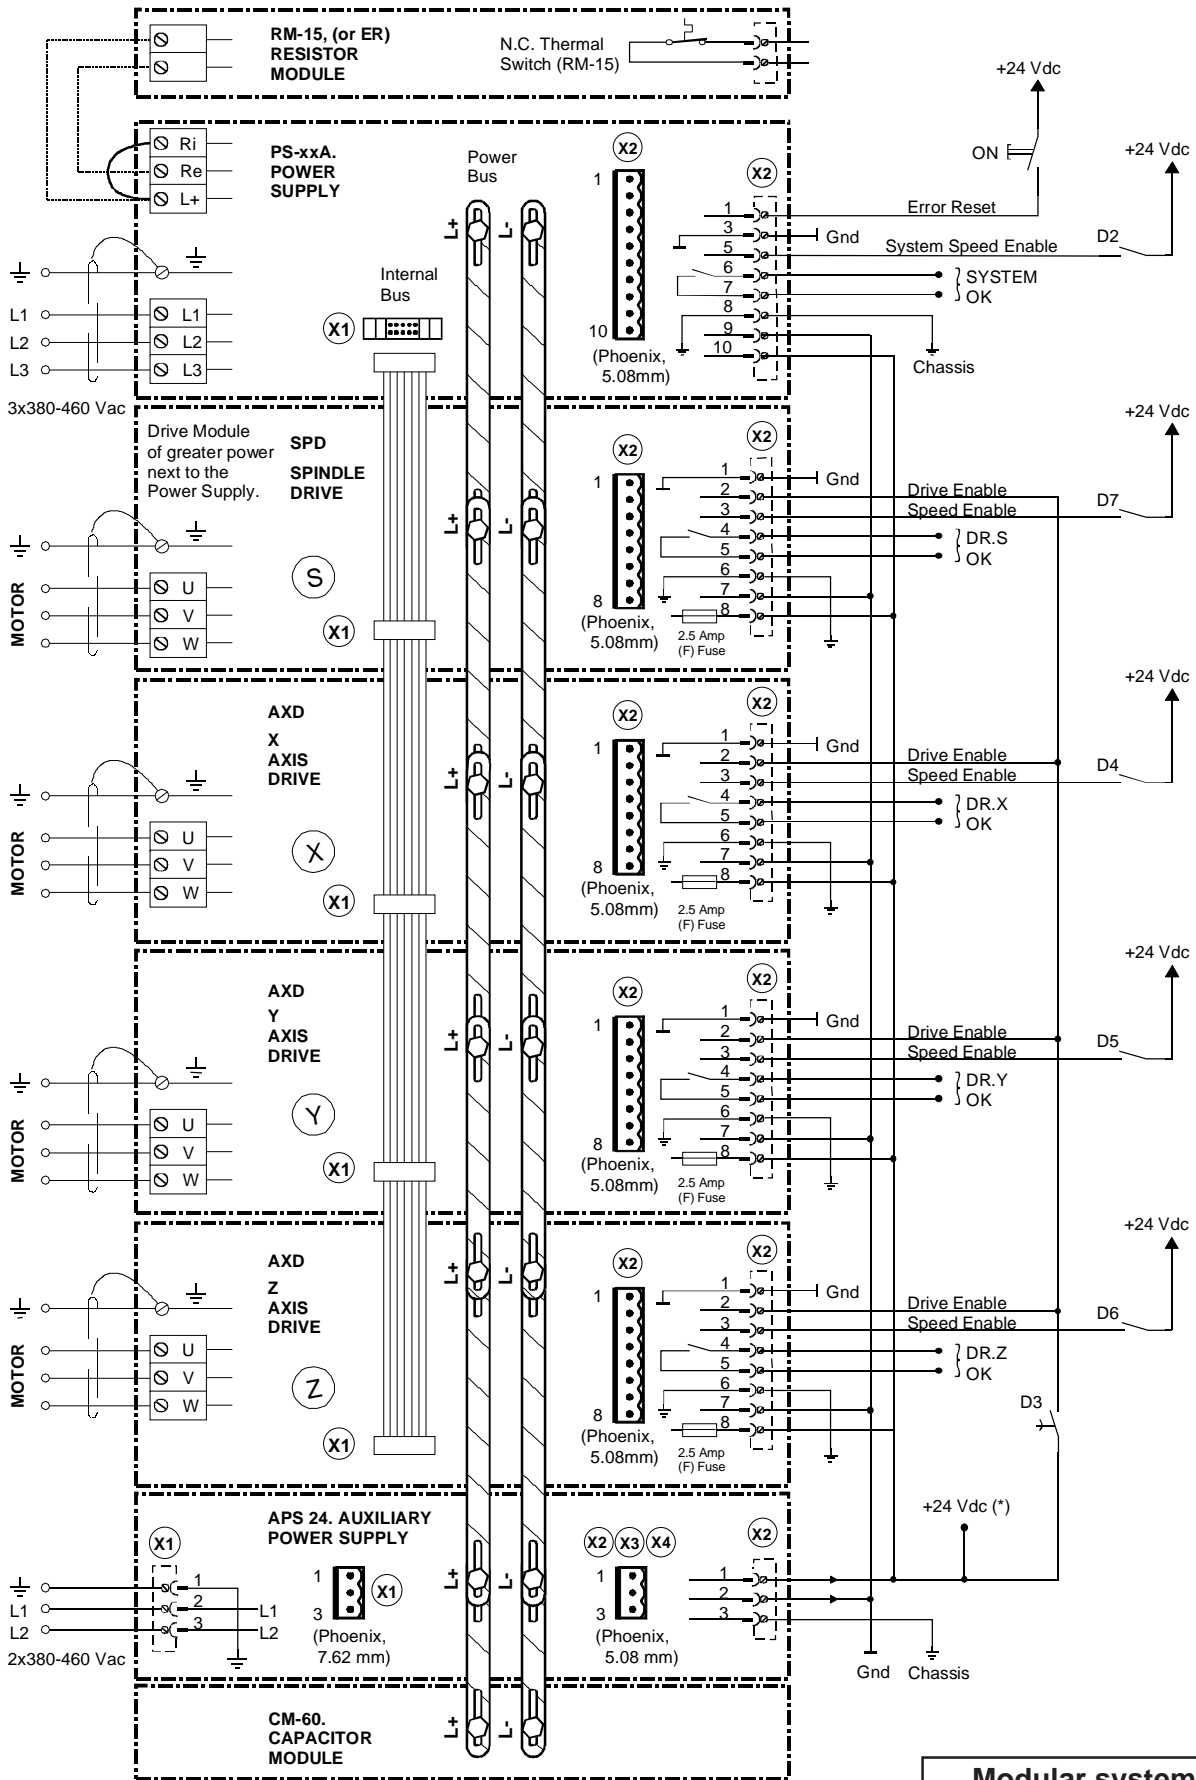 RM-15, (or ER)
RESISTOR
MODULE
N.C. Thermal
Switch (RM-15)
+24 Vdc
ON
+24 Vdc
Ri
Re
L+
PS-xxA.
POWER
SUPPLY
Power
Bus
X2
1
10
(Phoenix,
5.08mm)
X2
1
3
5
6
7
8
9
10
Error Reset
Gnd
System Speed Enable
D2
SYSTEM
OK
Chassis
L+
L-
Internal
Bus
X1
L1
L2
L3
L1
L2
L3
3x380-460 Vac
Drive Module
of greater power
next to the
Power Supply.
SPD
SPINDLE
DRIVE
S
X1
MOTOR
U
V
W
L+
L-
X2
1
8
(Phoenix,
5.08mm)
X2
1
2
3
4
5
6
7
8
2.5 Amp
(F) Fuse
Gnd
Drive Enable
Speed Enable
DR.S
OK
D7
+24 Vdc
AXD
X
AXIS
DRIVE
X
X1
MOTOR
U
V
W
L+
L-
X2
1
8
(Phoenix,
5.08mm)
X2
1
2
3
4
5
6
7
8
2.5 Amp
(F) Fuse
Gnd
Drive Enable
Speed Enable
DR.X
OK
D4
+24 Vdc
AXD
Y
AXIS
DRIVE
Y
X1
MOTOR
U
V
W
L+
L-
X2
1
8
(Phoenix,
5.08mm)
X2
1
2
3
4
5
6
7
8
2.5 Amp
(F) Fuse
Gnd
Drive Enable
Speed Enable
DR.Y
OK
D5
+24 Vdc
AXD
Z
AXIS
DRIVE
Z
X1
MOTOR
U
V
W
L+
L-
X2
1
8
(Phoenix,
5.08mm)
X2
1
2
3
4
5
6
7
8
2.5 Amp
(F) Fuse
Gnd
Drive Enable
Speed Enable
DR.Z
OK
D6
+24 Vdc
D3
APS 24. AUXILIARY
POWER SUPPLY
X1
1
2
3
L1
L2
L1
L2
2x380-460 Vac
1
3
X1
(Phoenix,
7.62 mm)
L+
L-
X2 X3 X4
1
3
(Phoenix,
5.08 mm)
X2
1
2
3
+24 Vdc (*)
Gnd
Chassis
CM-60.
CAPACITOR
MODULE
L+
L-
Modular system